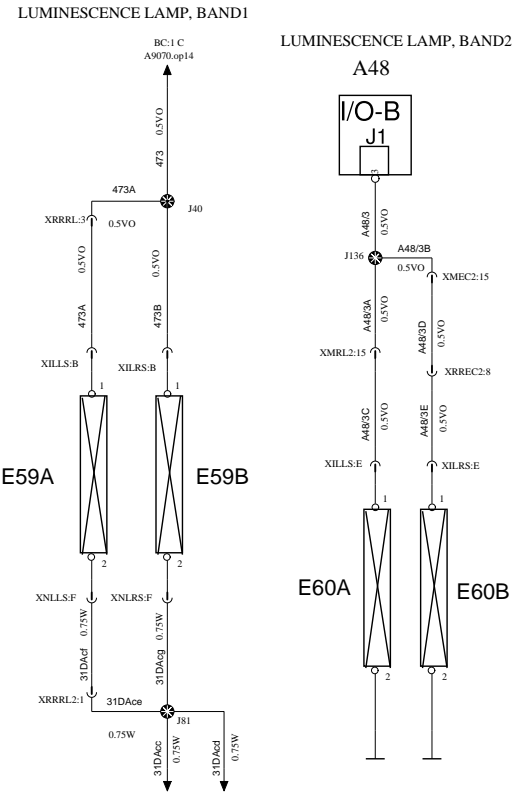 LUMINESCENCE LAMP, BAND1
BC:1 C
A9070.op14
0.5VO
473
473A
J40
XRRRL:3
0.5VO
0.5VO
0.5VO
473A
473B
XILLS:B
XILRS:B
1
1
E59A
E59B
2
2
XNLLS:F
XNLRS:F
0.75W
0.75W
31DAcf
31DAcg
XRRRL2:1
31DAce
J81
0.75W
31DAcc
0.75W
31DAcd
0.75W
LUMINESCENCE LAMP, BAND2
A48
I/O-B
J1
3
A48/3
0.5VO
J136
A48/3B
0.5VO
XMEC2:15
A48/3A
0.5VO
A48/3D
0.5VO
XMRL2:15
XRREC2:8
A48/3C
0.5VO
A48/3E
0.5VO
XILLS:E
XILRS:E
1
1
E60A
E60B
2
2